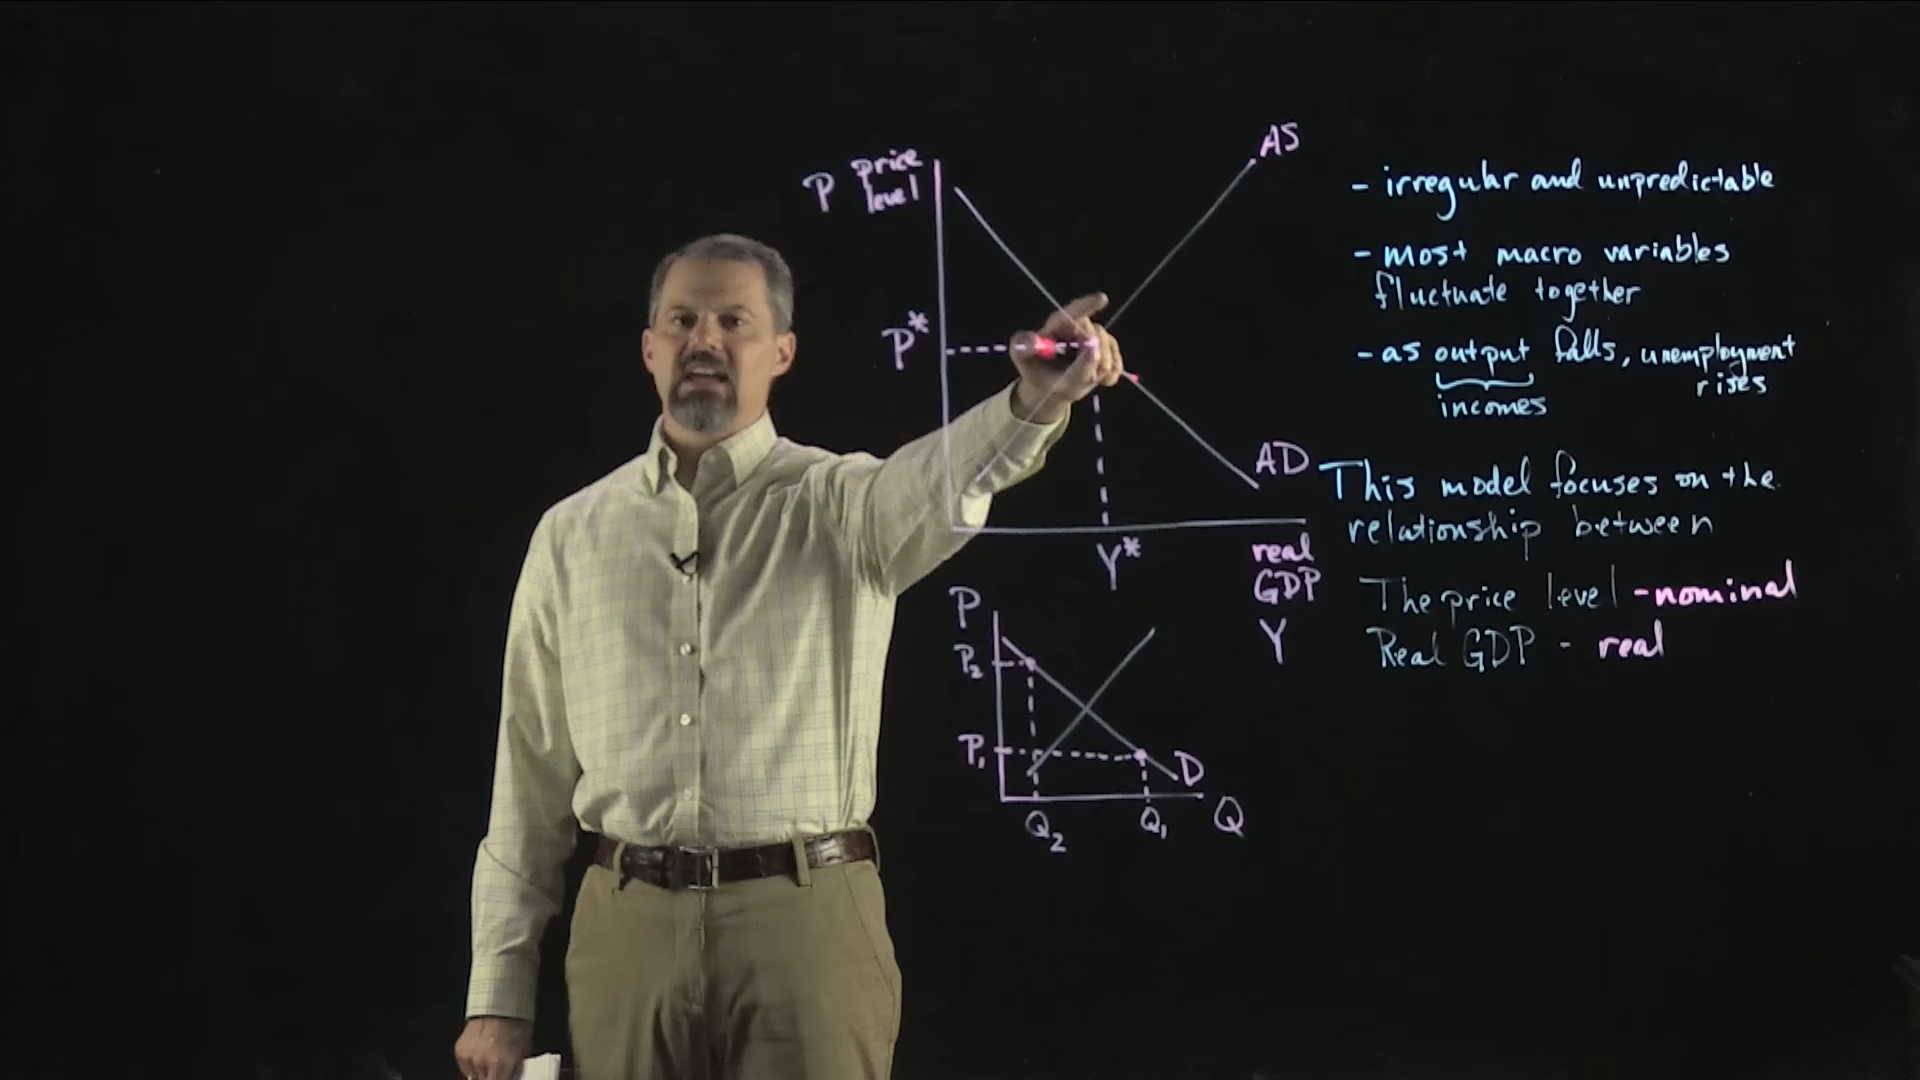 P price
level
AS
P*
AD
Y*
real
GDP
Y
P
P2
P1
D
Q2
Q1
Q
- irregular and unpredictable
- most macro variables
fluctuate together
- as output falls, unemployment
rises
incomes
This model focuses on the
relationship between
The price level - nominal
Real GDP - real